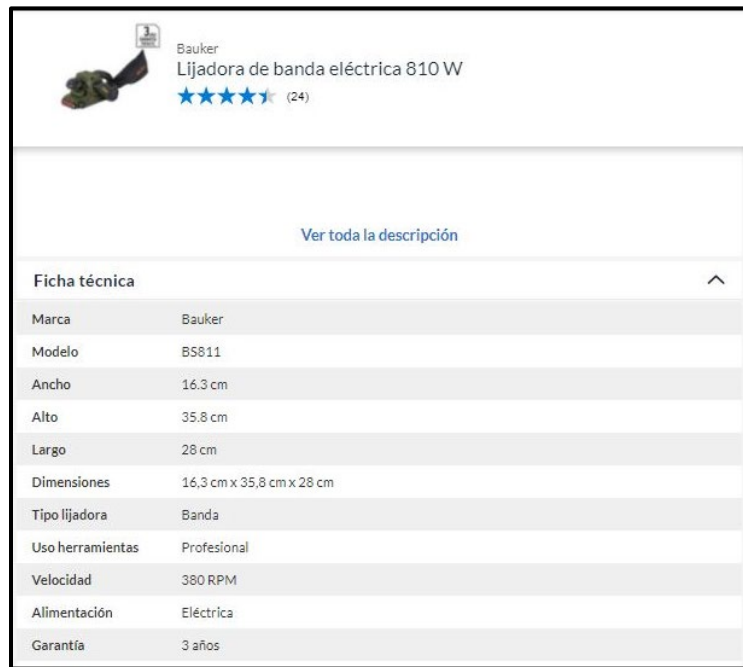 3
Bauker
Lijadora de banda eléctrica 810 W
(24)
Ver toda la descripción
Ficha técnica
Marca Bauker
Modelo BS811
Ancho 16.3 cm
Alto 35.8 cm
Largo 28 cm
Dimensiones 16,3 cm x 35,8 cm x 28 cm
Tipo lijadora Banda
Uso herramientas Profesional
Velocidad 380 RPM
Alimentación Eléctrica
Garantía 3 años